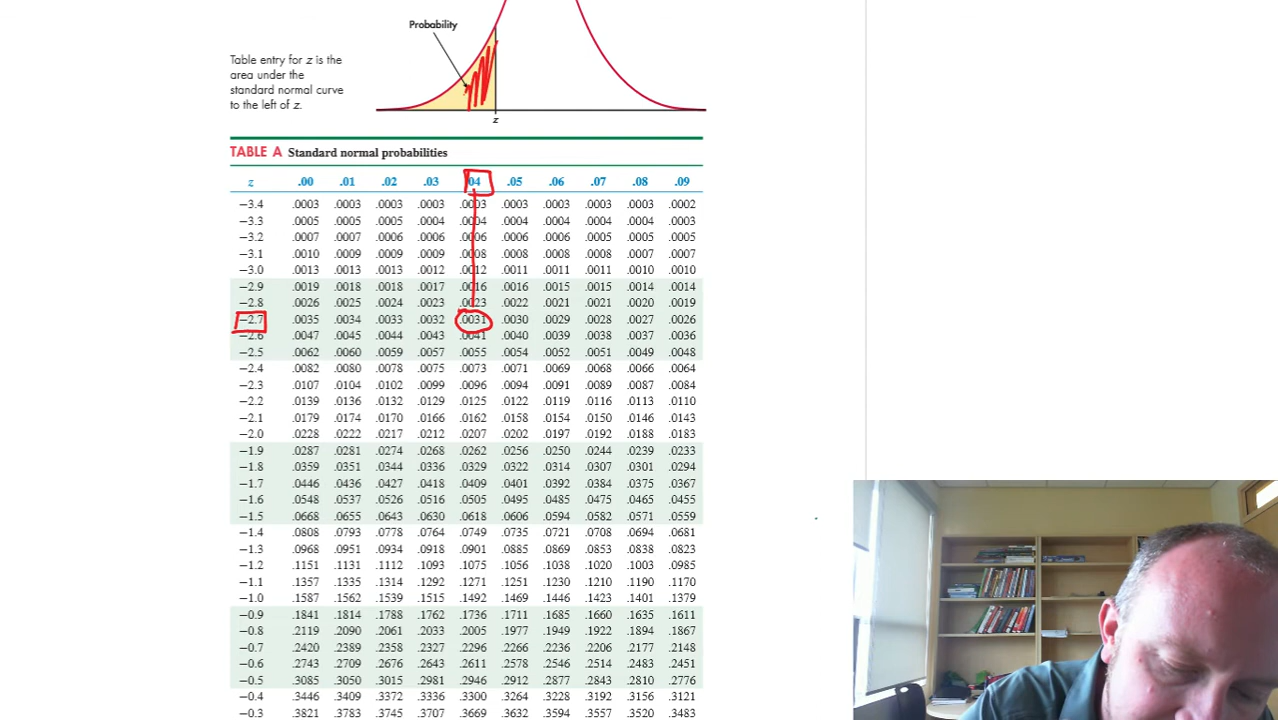 Probability
Table entry for z is the
area under the
standard normal curve
to the left of z.
z
TABLE A Standard normal probabilities
z .00 .01 .02 .03 .04 .05 .06 .07 .08 .09
−3.4 .0003 .0003 .0003 .0003 .0003 .0003 .0003 .0003 .0003 .0002
−3.3 .0005 .0005 .0005 .0004 .0004 .0004 .0004 .0004 .0004 .0003
−3.2 .0007 .0007 .0006 .0006 .0006 .0006 .0006 .0005 .0005 .0005
−3.1 .0010 .0009 .0009 .0009 .0008 .0008 .0008 .0008 .0007 .0007
−3.0 .0013 .0013 .0013 .0012 .0012 .0011 .0011 .0011 .0010 .0010
−2.9 .0019 .0018 .0018 .0017 .0016 .0016 .0015 .0015 .0014 .0014
−2.8 .0026 .0025 .0024 .0023 .0023 .0022 .0021 .0021 .0020 .0019
−2.7 .0035 .0034 .0033 .0032 .0031 .0030 .0029 .0028 .0027 .0026
−2.6 .0047 .0045 .0044 .0043 .0041 .0040 .0039 .0038 .0037 .0036
−2.5 .0062 .0060 .0059 .0057 .0055 .0054 .0052 .0051 .0049 .0048
−2.4 .0082 .0080 .0078 .0075 .0073 .0071 .0069 .0068 .0066 .0064
−2.3 .0107 .0104 .0102 .0099 .0096 .0094 .0091 .0089 .0087 .0084
−2.2 .0139 .0136 .0132 .0129 .0125 .0122 .0119 .0116 .0113 .0110
−2.1 .0179 .0174 .0170 .0166 .0162 .0158 .0154 .0150 .0146 .0143
−2.0 .0228 .0222 .0217 .0212 .0207 .0202 .0197 .0192 .0188 .0183
−1.9 .0287 .0281 .0274 .0268 .0262 .0256 .0250 .0244 .0239 .0233
−1.8 .0359 .0351 .0344 .0336 .0329 .0322 .0314 .0307 .0301 .0294
−1.7 .0446 .0436 .0427 .0418 .0409 .0401 .0392 .0384 .0375 .0367
−1.6 .0548 .0537 .0526 .0516 .0505 .0495 .0485 .0475 .0465 .0455
−1.5 .0668 .0655 .0643 .0630 .0618 .0606 .0594 .0582 .0571 .0559
−1.4 .0808 .0793 .0778 .0764 .0749 .0735 .0721 .0708 .0694 .0681
−1.3 .0968 .0951 .0934 .0918 .0901 .0885 .0869 .0853 .0838 .0823
−1.2 .1151 .1131 .1112 .1093 .1075 .1056 .1038 .1020 .1003 .0985
−1.1 .1357 .1335 .1314 .1292 .1271 .1251 .1230 .1210 .1190 .1170
−1.0 .1587 .1562 .1539 .1515 .1492 .1469 .1446 .1423 .1401 .1379
−0.9 .1841 .1814 .1788 .1762 .1736 .1711 .1685 .1660 .1635 .1611
−0.8 .2119 .2090 .2061 .2033 .2005 .1977 .1949 .1922 .1894 .1867
−0.7 .2420 .2389 .2358 .2327 .2296 .2266 .2236 .2206 .2177 .2148
−0.6 .2743 .2709 .2676 .2643 .2611 .2578 .2546 .2514 .2483 .2451
−0.5 .3085 .3050 .3015 .2981 .2946 .2912 .2877 .2843 .2810 .2776
−0.4 .3446 .3409 .3372 .3336 .3300 .3264 .3228 .3192 .3156 .3121
−0.3 .3821 .3783 .3745 .3707 .3669 .3632 .3594 .3557 .3520 .3483